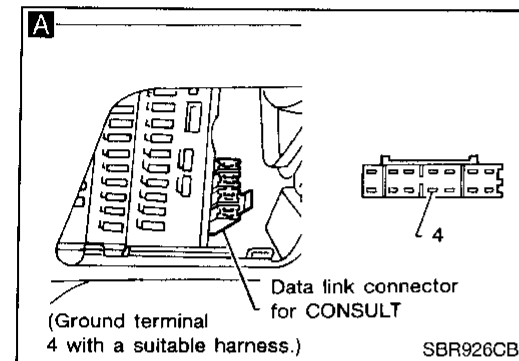 A
4
Data link connector
for CONSULT
(Ground terminal
4 with a suitable harness.)
SBR926CB